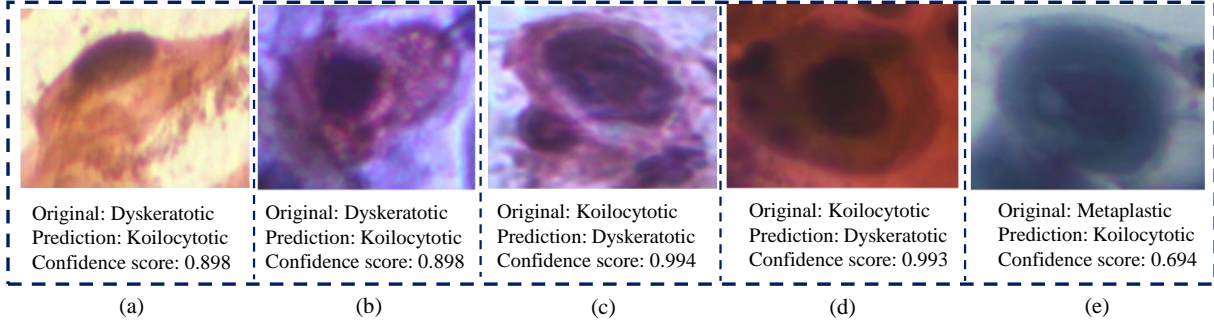 Original: Dyskeratotic
Prediction: Koilocytotic
Confidence score: 0.898
(a)
Original: Dyskeratotic
Prediction: Koilocytotic
Confidence score: 0.898
(b)
Original: Koilocytotic
Prediction: Dyskeratotic
Confidence score: 0.994
(c)
Original: Koilocytotic
Prediction: Dyskeratotic
Confidence score: 0.993
(d)
Original: Metaplastic
Prediction: Koilocytotic
Confidence score: 0.694
(e)